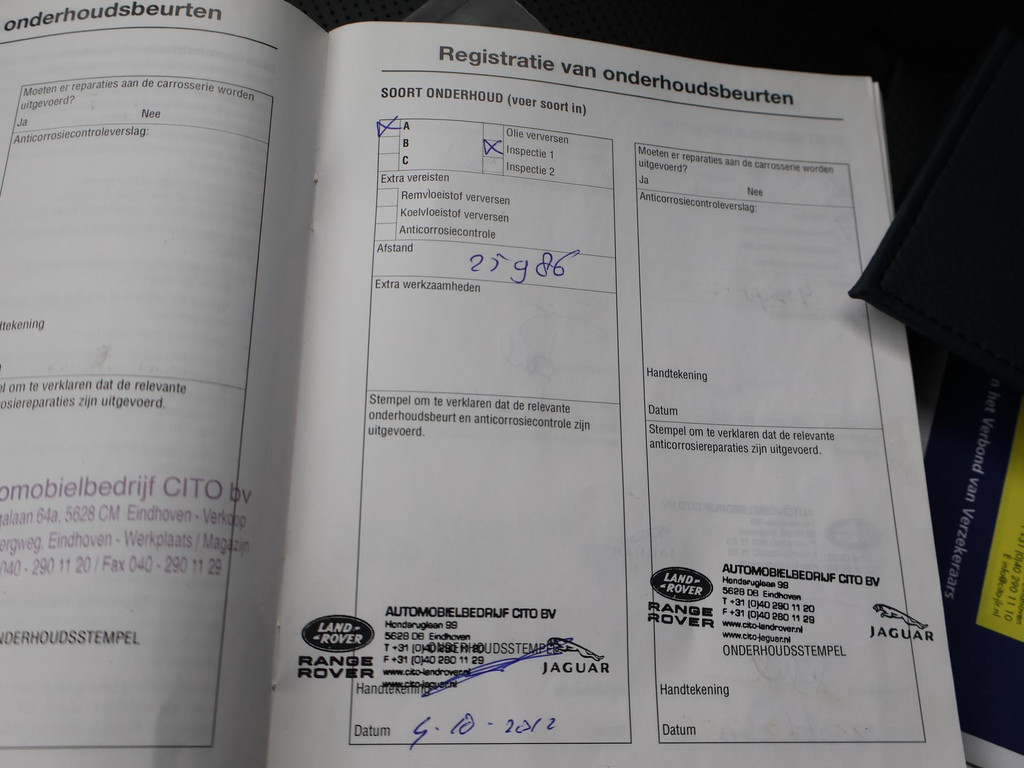 onderhoudsbeurten
Moeten er reparaties aan de carrosserie worden
uitgevoerd?
Ja Nee
Anticorrosiecontroleverslag:
om te verklaren dat de relevante
zijn uitgevoerd.
CITO bv
64a, 5628 CM Eindhoven - Verkoop
Eindhoven - Werkplaats / Magazijn
040 - 290 11 20 / Fax 040 - 290 11 29
Registratie van onderhoudsbeurten
SOORT ONDERHOUD (voer soort in)
A
B
C
Olie verversen
Inspectie 1
Inspectie 2
Extra vereisten
Remvloeistof verversen
Koelvloeistof verversen
Anticorrosiecontrole
Afstand
25986
Extra werkzaamheden
Stempel om te verklaren dat de relevante
onderhoudsbeurt en anticorrosiecontrole zijn
uitgevoerd.
LAND-
ROVER
RANGE
ROVER
AUTOMOBIELBEDRIJF CITO BV
Hondsruglaan 99
5628 DB Eindhoven
T +31 (0)40 290 11 20
F +31 (0)40 290 11 29
www.cito-landrover.nl
www.cito-jaguar.nl
ONDERHOUDSSTEMPEL
JAGUAR
Handtekening
Datum 4-10-2012
Moeten er reparaties aan de carrosserie worden
uitgevoerd?
Ja Nee
Anticorrosiecontroleverslag:
Handtekening
Datum
Stempel om te verklaren dat de relevante
anticorrosiereparaties zijn uitgevoerd.
LAND-
ROVER
RANGE
ROVER
AUTOMOBIELBEDRIJF CITO BV
Hondsruglaan 99
5628 DB Eindhoven
T +31 (0)40 290 11 20
F +31 (0)40 290 11 29
www.cito-landrover.nl
www.cito-jaguar.nl
JAGUAR
ONDERHOUDSSTEMPEL
Handtekening
Datum
het Verbond van Verzekeraars